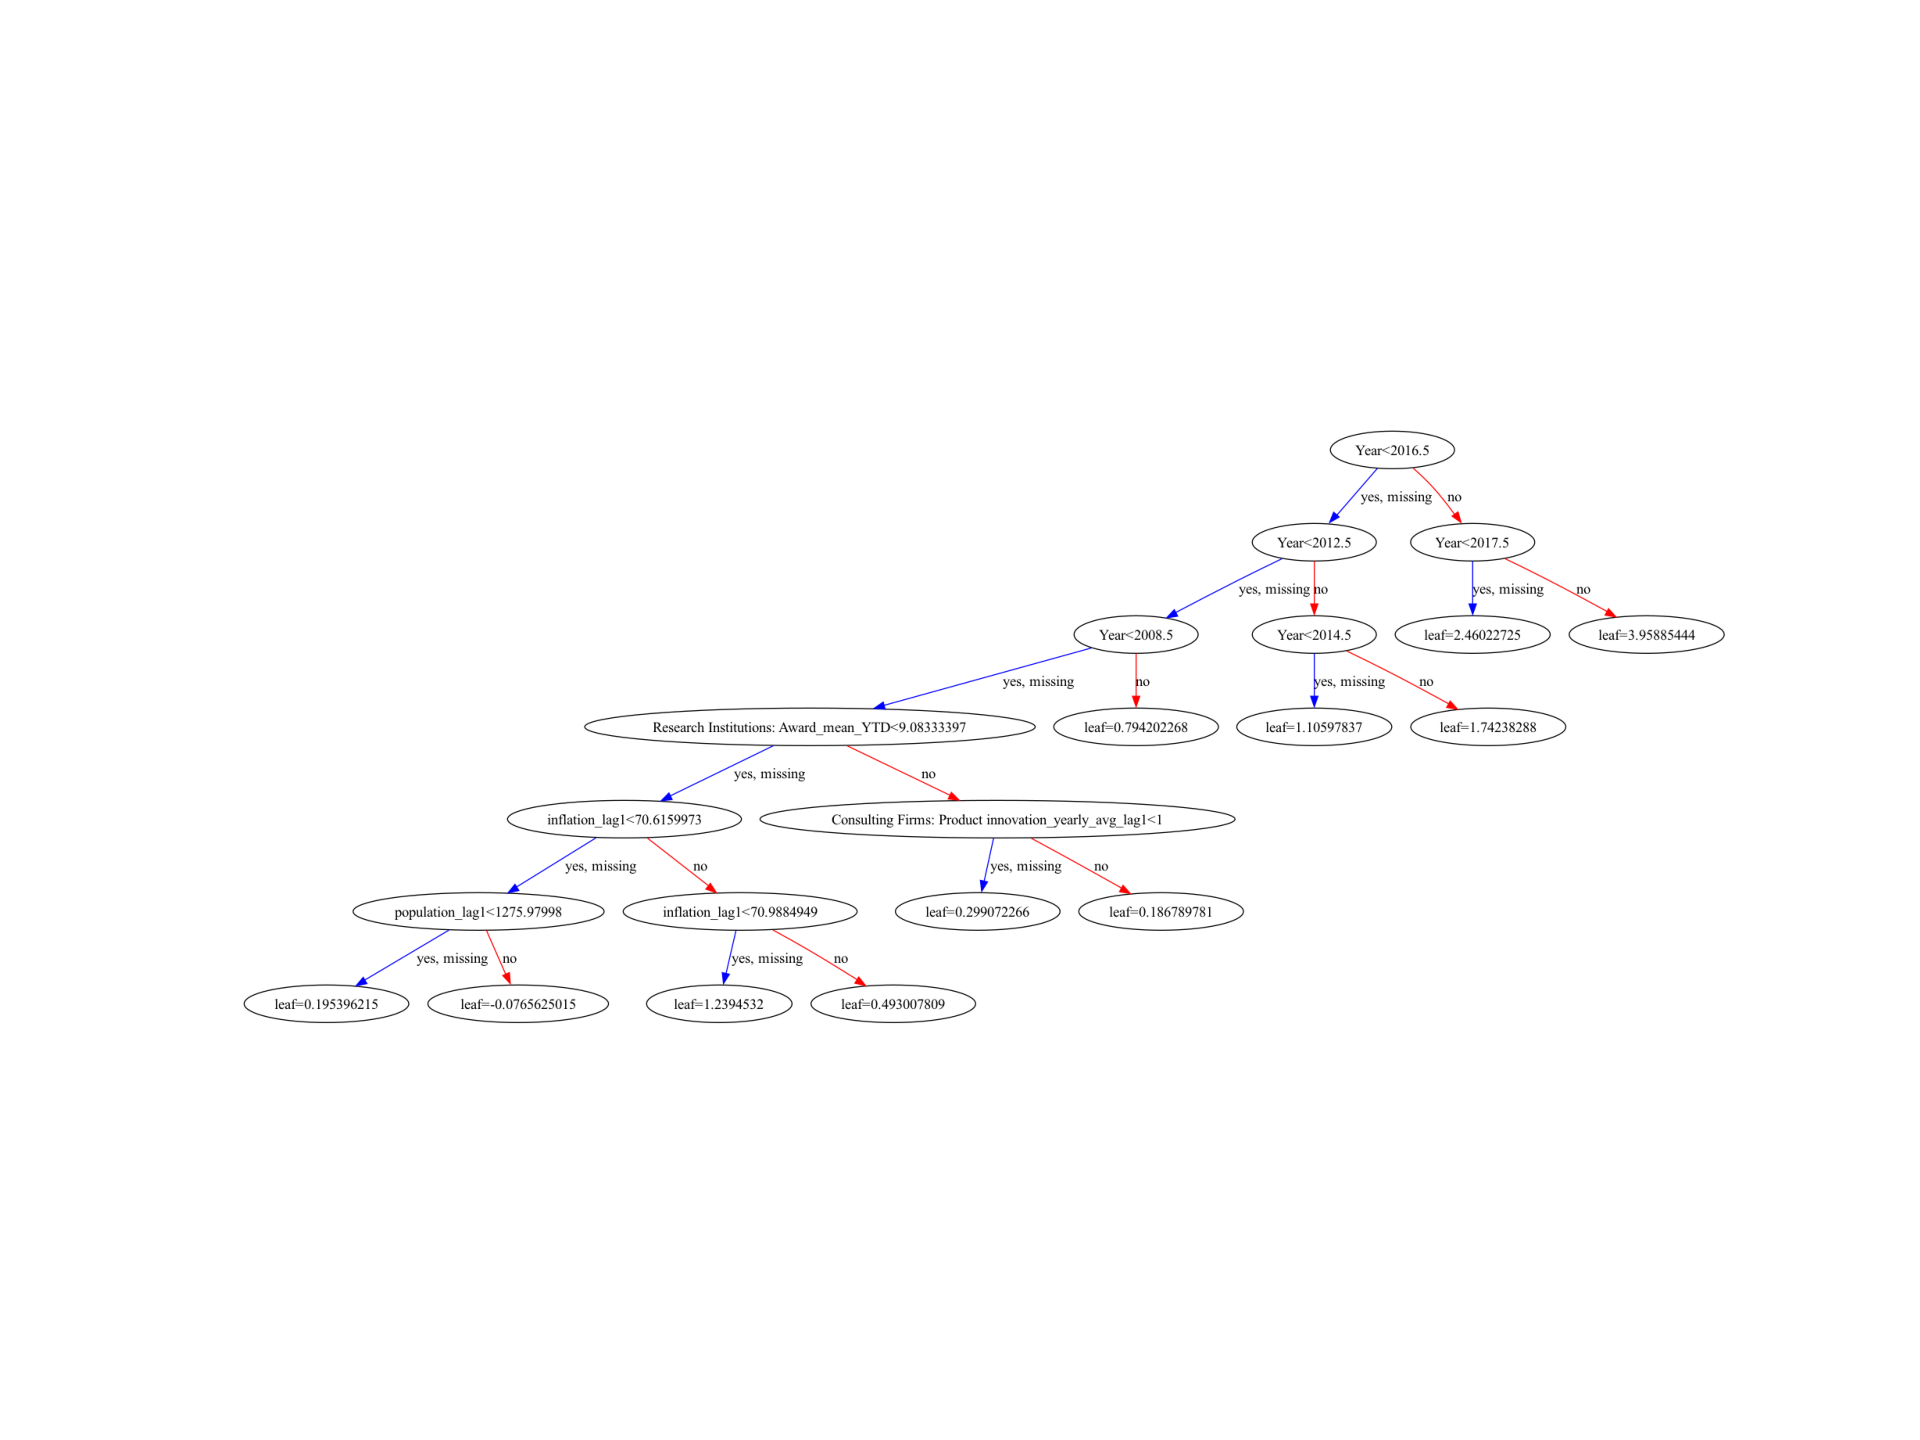 Year<2016.5
yes, missing
no
Year<2012.5
Year<2017.5
yes, missing
no
yes, missing
no
Year<2008.5
Year<2014.5
leaf=2.46022725
leaf=3.95885444
yes, missing
no
yes, missing
no
Research Institutions: Award_mean_YTD<9.08333397
leaf=0.794202268
leaf=1.10597837
leaf=1.74238288
yes, missing
no
inflation_lag1<70.6159973
Consulting Firms: Product innovation_yearly_avg_lag1<1
yes, missing
no
yes, missing
no
population_lag1<1275.97998
inflation_lag1<70.9884949
leaf=0.299072266
leaf=0.186789781
yes, missing
no
yes, missing
no
leaf=0.195396215
leaf=-0.0765625015
leaf=1.2394532
leaf=0.493007809